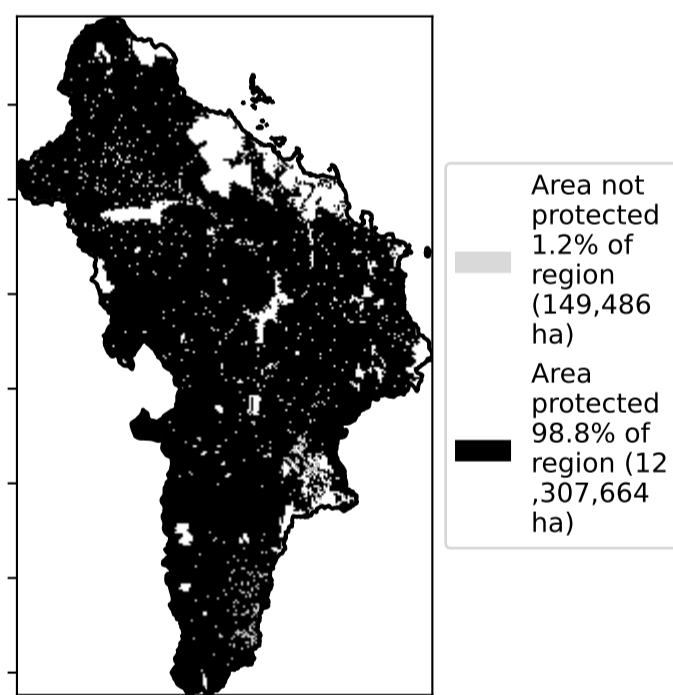 Area not
protected
1.2% of
region
(149,486
ha)
Area
protected
98.8% of
region (12
,307,664
ha)